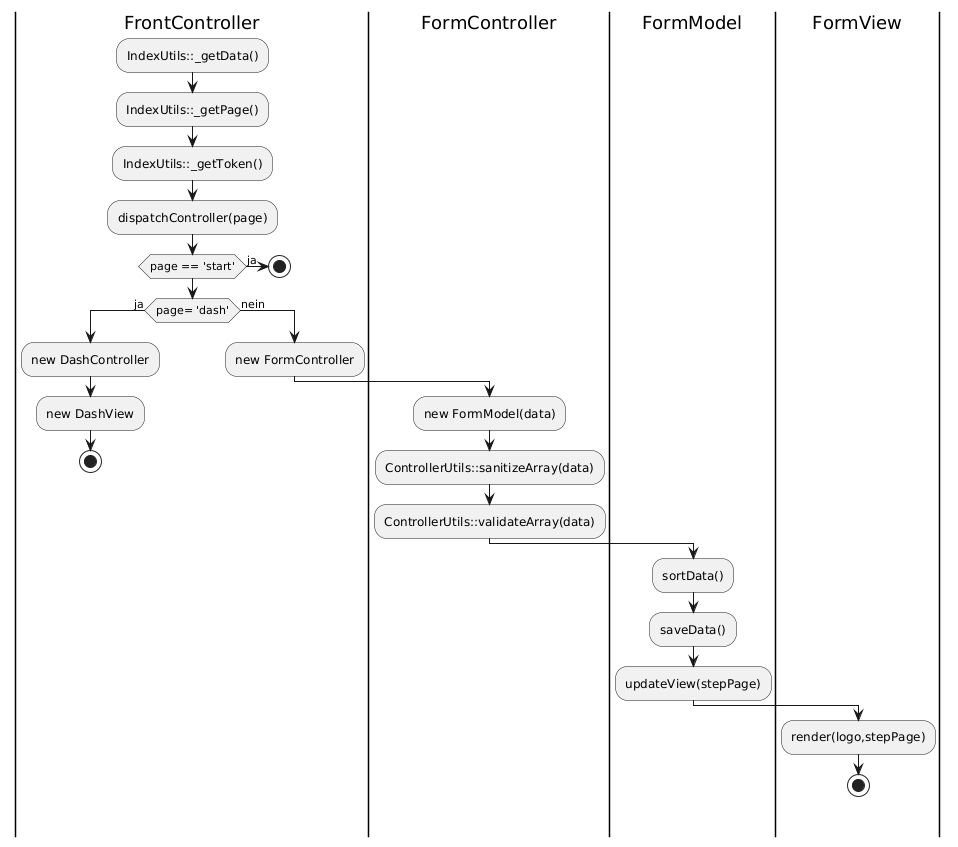 FrontController
FormController
FormModel
FormView
IndexUtils::_getData()
IndexUtils::_getPage()
IndexUtils::_getToken()
dispatchController(page)
page == 'start'
ja
ja
page= 'dash'
nein
new DashController
new FormController
new DashView
new FormModel(data)
ControllerUtils::sanitizeArray(data)
ControllerUtils::validateArray(data)
sortData()
saveData()
updateView(stepPage)
render(logo,stepPage)